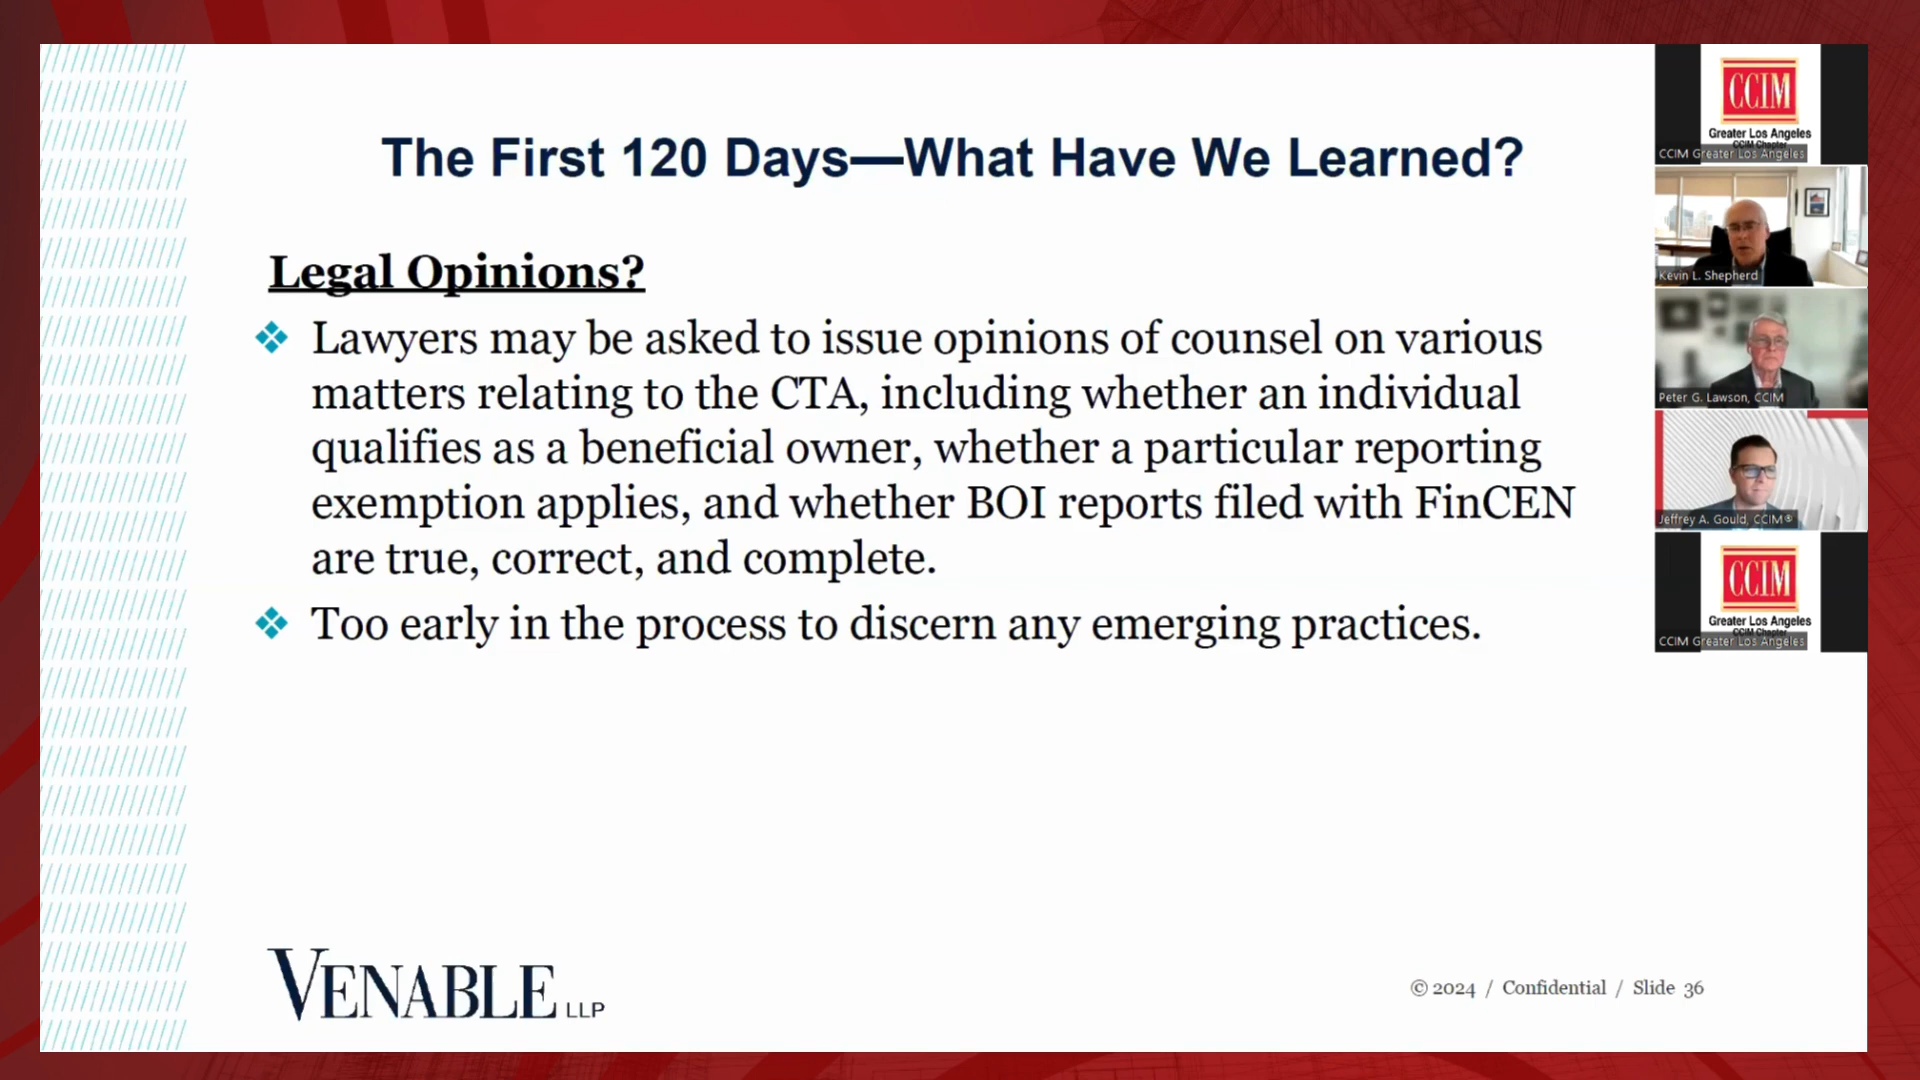 The First 120 Days—What Have We Learned?
Legal Opinions?
Lawyers may be asked to issue opinions of counsel on various
matters relating to the CTA, including whether an individual
qualifies as a beneficial owner, whether a particular reporting
exemption applies, and whether BOI reports filed with FinCEN
are true, correct, and complete.
Too early in the process to discern any emerging practices.
VENABLE LLP
© 2024 / Confidential / Slide 36
CCIM
Greater Los Angeles
CCIM Chapter
CCIM Greater Los Angeles
Kevin L. Shepherd
Peter G. Lawson, CCIM
Jeffrey A. Gould, CCIM®
CCIM
Greater Los Angeles
CCIM Chapter
CCIM Greater Los Angeles